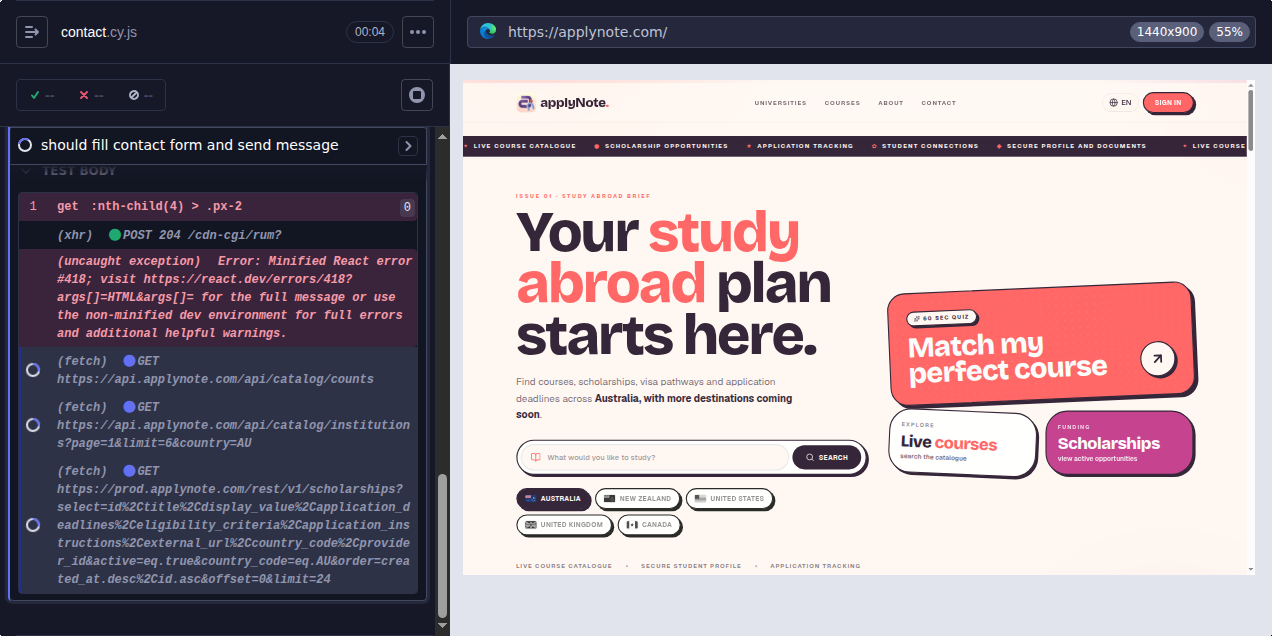 contact.cy.js
00:04
https://applynote.com/
1440x900
55%
--
--
--
should fill contact form and send message
TEST BODY
1 get :nth-child(4) > .px-2 0
(xhr) POST 204 /cdn-cgi/rum?
(uncaught exception) Error: Minified React error
#418; visit https://react.dev/errors/418?
args[]=HTML&args[]= for the full message or use
the non-minified dev environment for full errors
and additional helpful warnings.
(fetch) GET
https://api.applynote.com/api/catalog/counts
(fetch) GET
https://api.applynote.com/api/catalog/institution
s?page=1&limit=6&country=AU
(fetch) GET
https://prod.applynote.com/rest/v1/scholarships?
select=id%2Ctitle%2Cdisplay_value%2Capplication_d
eadlines%2Celigibility_criteria%2Capplication_ins
tructions%2Cexternal_url%2Ccountry_code%2Cprovide
r_id&active=eq.true&country_code=eq.AU&order=crea
ted_at.desc%2Cid.asc&offset=0&limit=24
applyNote.
UNIVERSITIES
COURSES
ABOUT
CONTACT
EN
SIGN IN
LIVE COURSE CATALOGUE
SCHOLARSHIP OPPORTUNITIES
APPLICATION TRACKING
STUDENT CONNECTIONS
SECURE PROFILE AND DOCUMENTS
LIVE COURSE
ISSUE 01 · STUDY ABROAD BRIEF
Your study
abroad plan
starts here.
Find courses, scholarships, visa pathways and application
deadlines across Australia, with more destinations coming
soon.
What would you like to study?
SEARCH
AUSTRALIA
NEW ZEALAND
UNITED STATES
UNITED KINGDOM
CANADA
LIVE COURSE CATALOGUE • SECURE STUDENT PROFILE • APPLICATION TRACKING
60 SEC QUIZ
Match my
perfect course
EXPLORE
Live courses
search the catalogue
FUNDING
Scholarships
view active opportunities